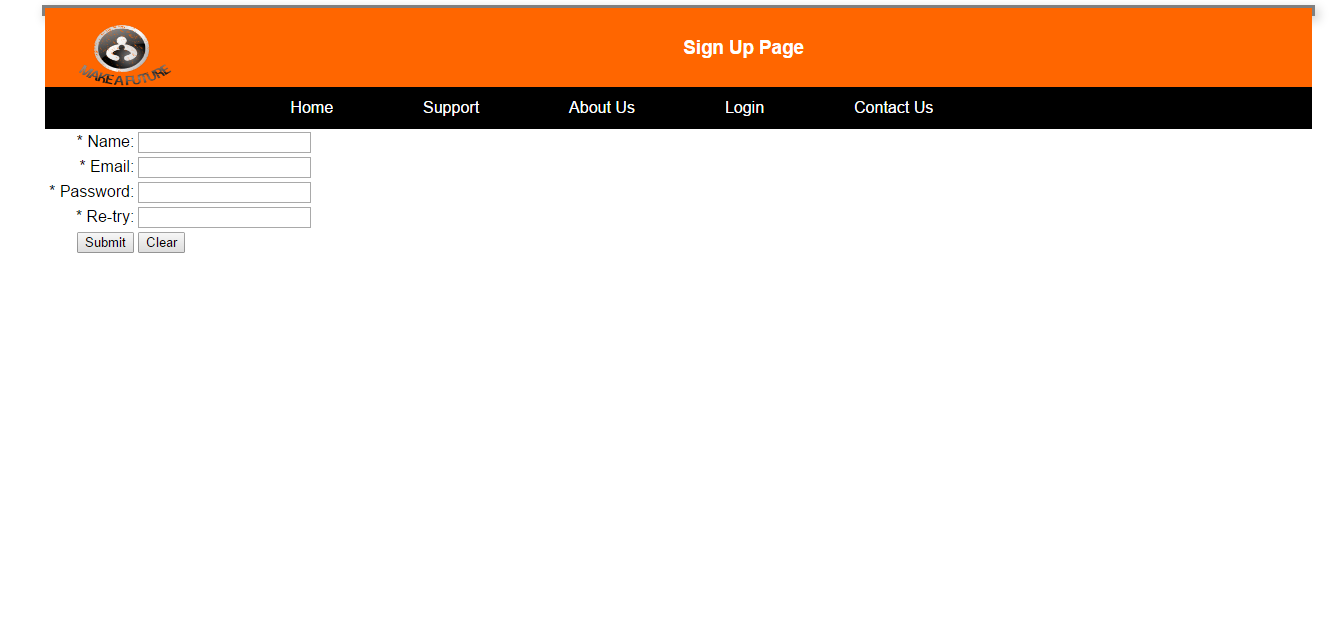 Sign Up Page
MAKE A FUTURE
Home Support About Us Login Contact Us
* Name:
* Email:
* Password:
* Re-try:
Submit Clear